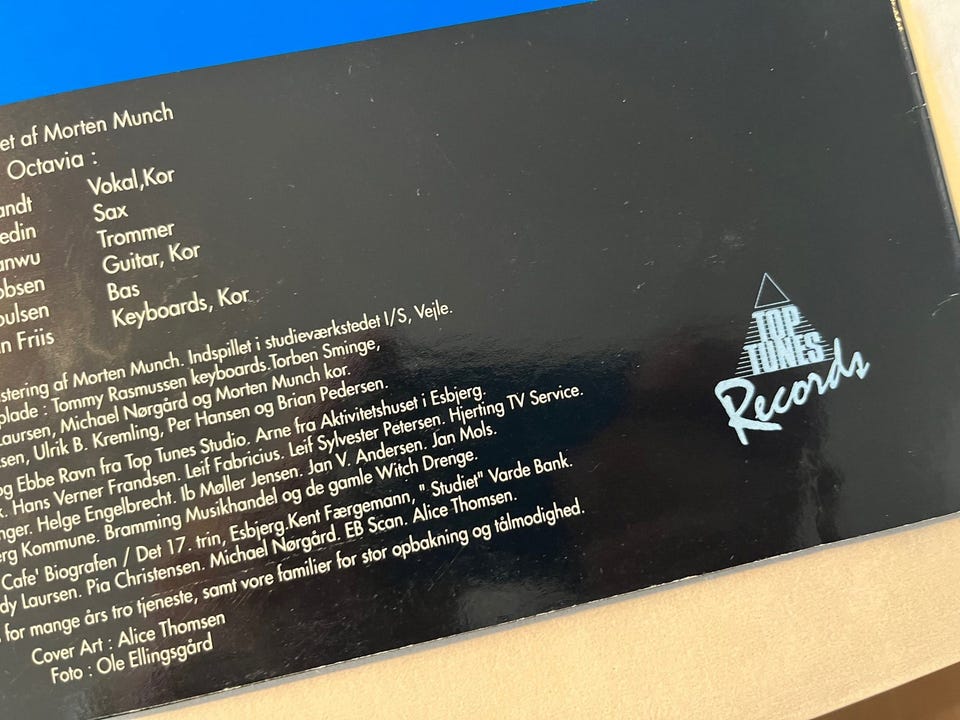 et af Morten Munch
Octavia :
andt Vokal,Kor
edin Sax
anwu Trommer
obsen Guitar, Kor
oulsen Bas
n Friis Keyboards, Kor
stering af Morten Munch. Indspillet i studieværkstedet I/S, Vejle.
plade : Tommy Rasmussen keyboards.Torben Sminge,
Laursen, Michael Nørgård og Morten Munch kor.
sen, Ulrik B. Kremling, Per Hansen og Brian Pedersen.
og Ebbe Ravn fra Top Tunes Studio. Arne fra Aktivitetshuset i Esbjerg.
k. Hans Verner Frandsen. Leif Fabricius. Leif Sylvester Petersen. Hjerting TV Service.
nger. Helge Engelbrecht. Ib Møller Jensen. Jan V. Andersen. Jan Mols.
erg Kommune. Bramming Musikhandel og de gamle Witch Drenge.
Cafe' Biografen / Det 17. trin, Esbjerg.Kent Færgemann, " Studiet" Varde Bank.
dy Laursen. Pia Christensen. Michael Nørgård. EB Scan. Alice Thomsen.
for mange års tro tjeneste, samt vore familier for stor opbakning og tålmodighed.
Cover Art : Alice Thomsen
Foto : Ole Ellingsgård
TOP
TUNES
Records